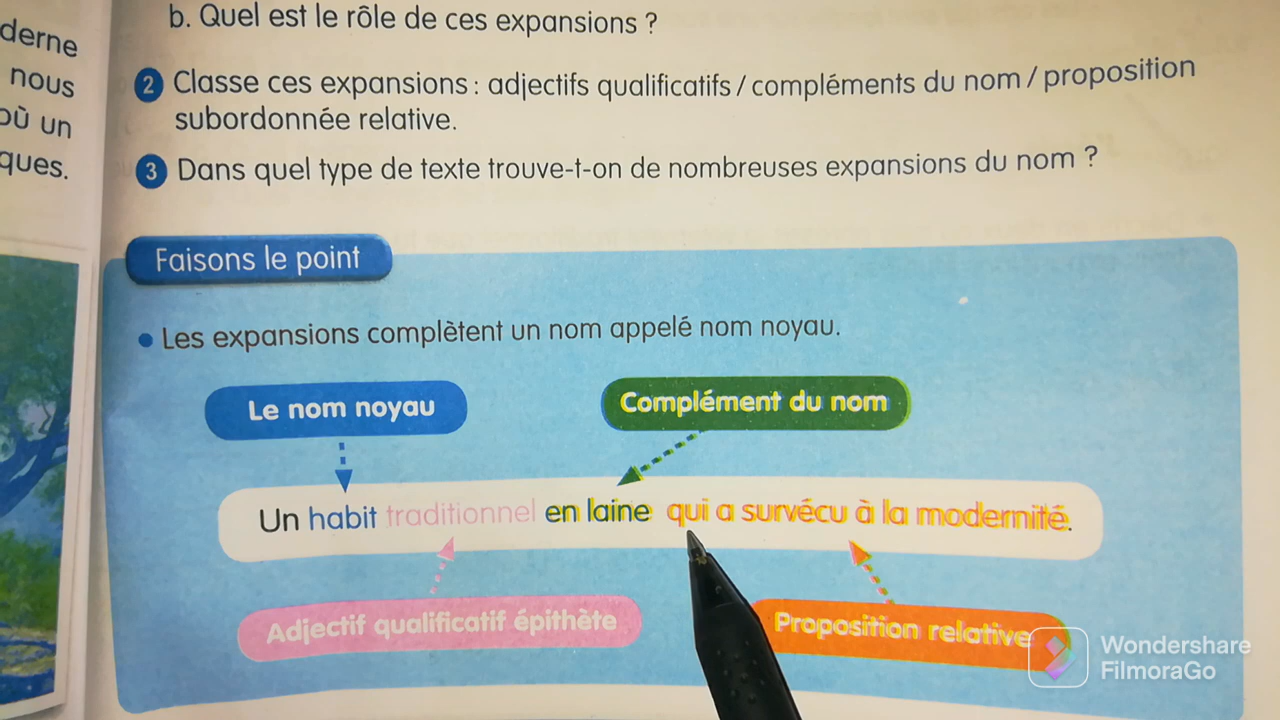 derne
nous
où un
ques.
b. Quel est le rôle de ces expansions ?
2 Classe ces expansions : adjectifs qualificatifs / compléments du nom / proposition
subordonnée relative.
3 Dans quel type de texte trouve-t-on de nombreuses expansions du nom ?
Faisons le point
• Les expansions complètent un nom appelé nom noyau.
Le nom noyau
Complément du nom
Un habit traditionnel en laine qui a survécu à la modernité.
Adjectif qualificatif épithète
Proposition relative
Wondershare
FilmoraGo